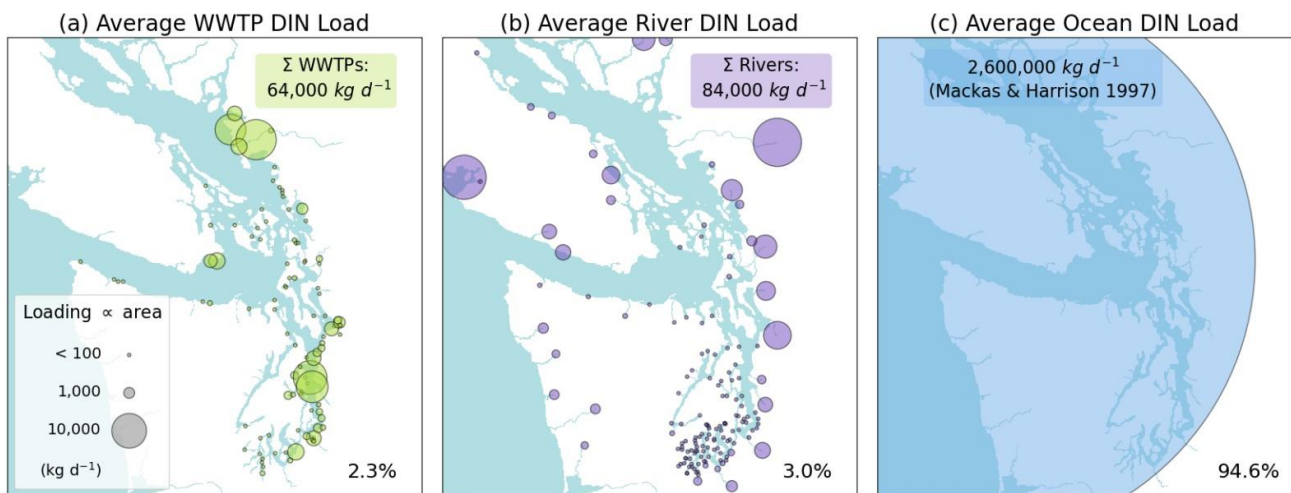 (a) Average WWTP DIN Load
Σ WWTPs:
64,000 kg d⁻¹
Loading ∝ area
< 100
1,000
10,000
(kg d⁻¹)
2.3%
(b) Average River DIN Load
Σ Rivers:
84,000 kg d⁻¹
3.0%
(c) Average Ocean DIN Load
2,600,000 kg d⁻¹
(Mackas & Harrison 1997)
94.6%